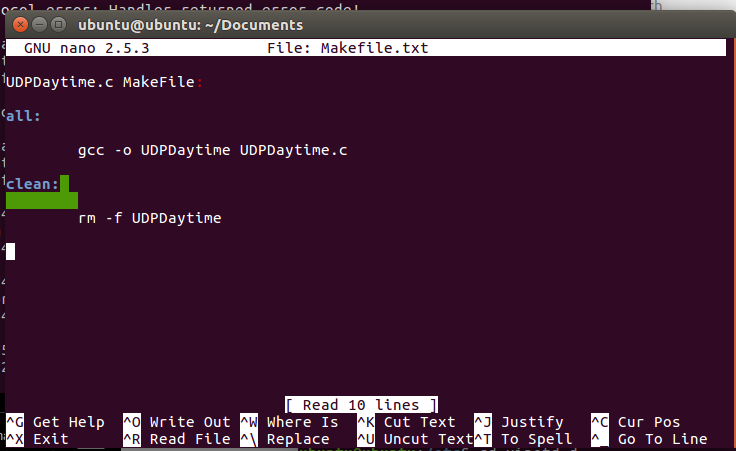 ocol error: Handler returned error code!
ubuntu@ubuntu: ~/Documents
GNU nano 2.5.3 File: Makefile.txt
UDPDaytime.c MakeFile:
all:
gcc -o UDPDaytime UDPDaytime.c
clean:
rm -f UDPDaytime
[ Read 10 lines ]
^G Get Help ^O Write Out ^W Where Is ^K Cut Text ^J Justify ^C Cur Pos
^X Exit ^R Read File ^\ Replace ^U Uncut Text ^T To Spell ^_ Go To Line